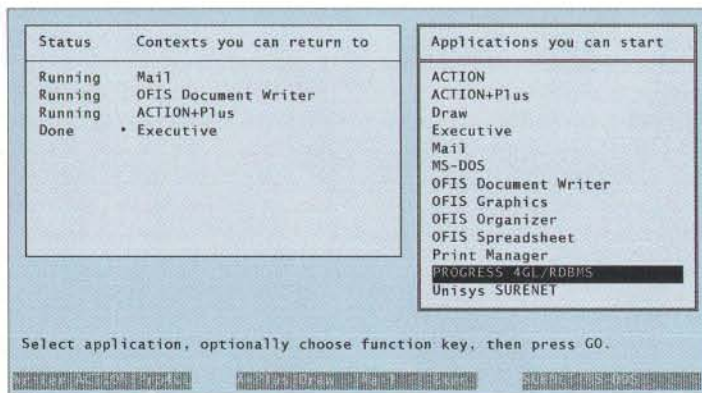 Status Contexts you can return to
Running Mail
Running OFIS Document Writer
Running ACTION+Plus
Done • Executive
Applications you can start
ACTION
ACTION+Plus
Draw
Executive
Mail
MS-DOS
OFIS Document Writer
OFIS Graphics
OFIS Organizer
OFIS Spreadsheet
Print Manager
PROGRESS 4GL/RDBMS
Unisys SURENET
Select application, optionally choose function key, then press GO.